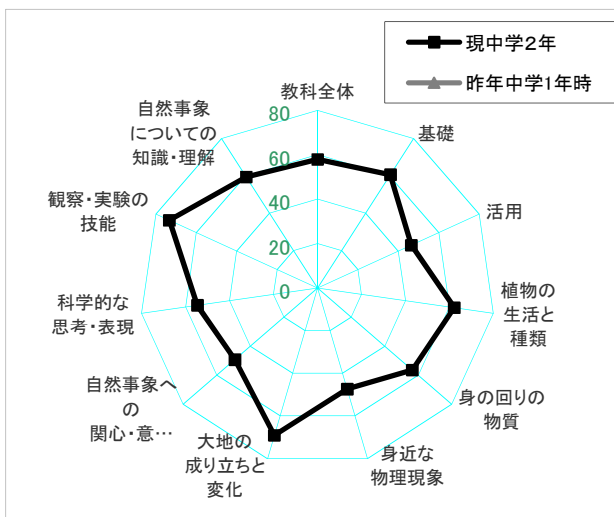 現中学2年
昨年中学1年時
教科全体
基礎
活用
植物の
生活と
種類
身の回りの
物質
身近な
物理現象
大地の
成り立ちと
変化
自然事象へ
の
関心・意…
科学的な
思考・表現
観察・実験の
技能
自然事象
についての
知識・理解
80
60
40
20
0